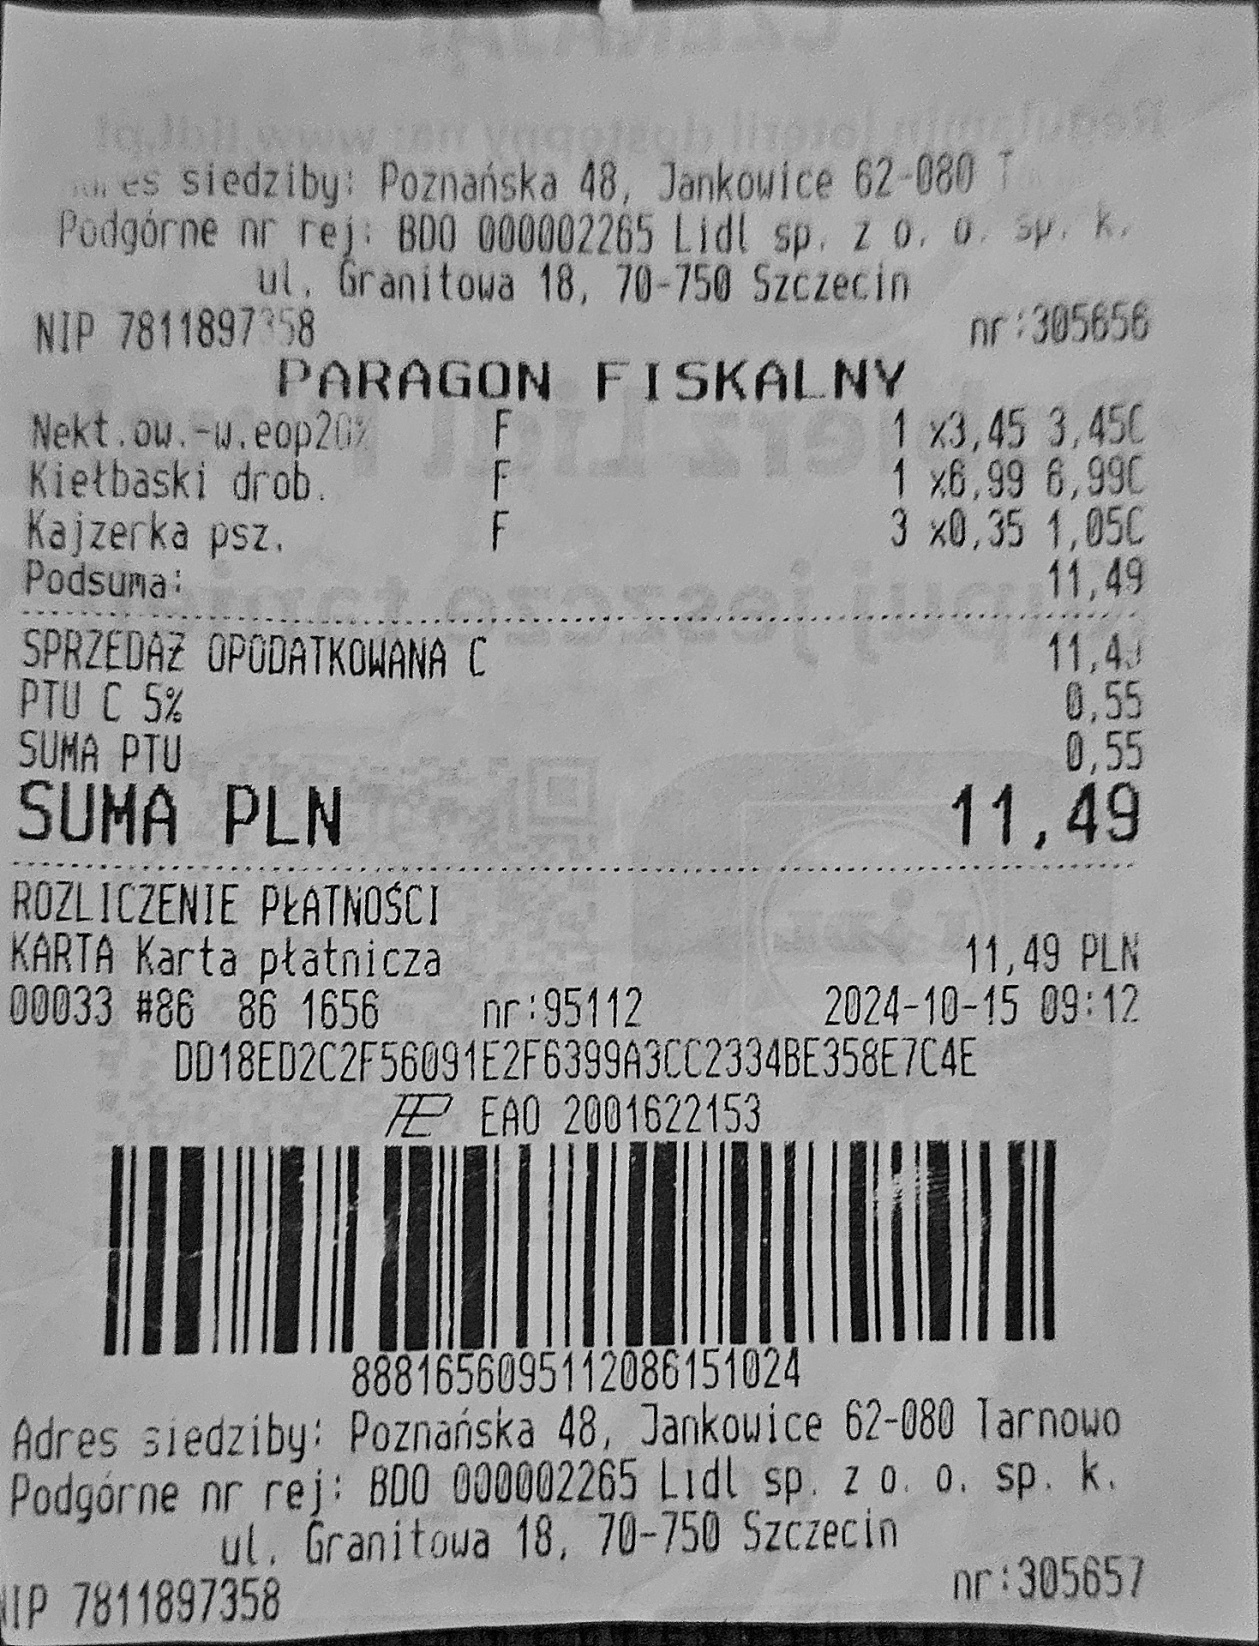 siedziby: Poznańska 48, Jankowice 62-080
Podgórne nr rej: BDO 000002265 Lidl sp. z o. o. sp. k.
ul. Granitowa 18, 70-750 Szczecin
NIP 7811897358 nr:305656
PARAGON FISKALNY
Nekt.ow.-w.eop20% F 1 x3,45 3,45C
Kiełbaski drob. F 1 x6,99 6,99C
Kajzerka psz. F 3 x0,35 1,05C
Podsuma: 11,49
SPRZEDAŻ OPODATKOWANA C 11,49
PTU C 5% 0,55
SUMA PTU 0,55
SUMA PLN 11,49
ROZLICZENIE PŁATNOŚCI
KARTA Karta płatnicza 11,49 PLN
00033 #86 86 1656 nr:95112 2024-10-15 09:12
DD18ED2C2F56091E2F6399A3CC2334BE358E7C4E
EAO 2001622153
8881656095112086151024
Adres siedziby: Poznańska 48, Jankowice 62-080 Tarnowo
Podgórne nr rej: BDO 000002265 Lidl sp. z o. o. sp. k.
ul. Granitowa 18, 70-750 Szczecin
NIP 7811897358 nr:305657